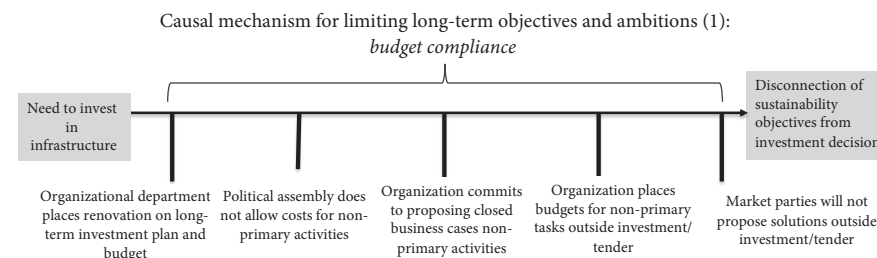 Causal mechanism for limiting long-term objectives and ambitions (1):
budget compliance
Need to invest
in
infrastructure
Disconnection of
sustainability
objectives from
investment decision
Organizational department
places renovation on long-
term investment plan and
budget
Political assembly does
not allow costs for non-
primary activities
Organization commits
to proposing closed
business cases non-
primary activities
Organization places
budgets for non-primary
tasks outside investment/
tender
Market parties will not
propose solutions outside
investment/tender